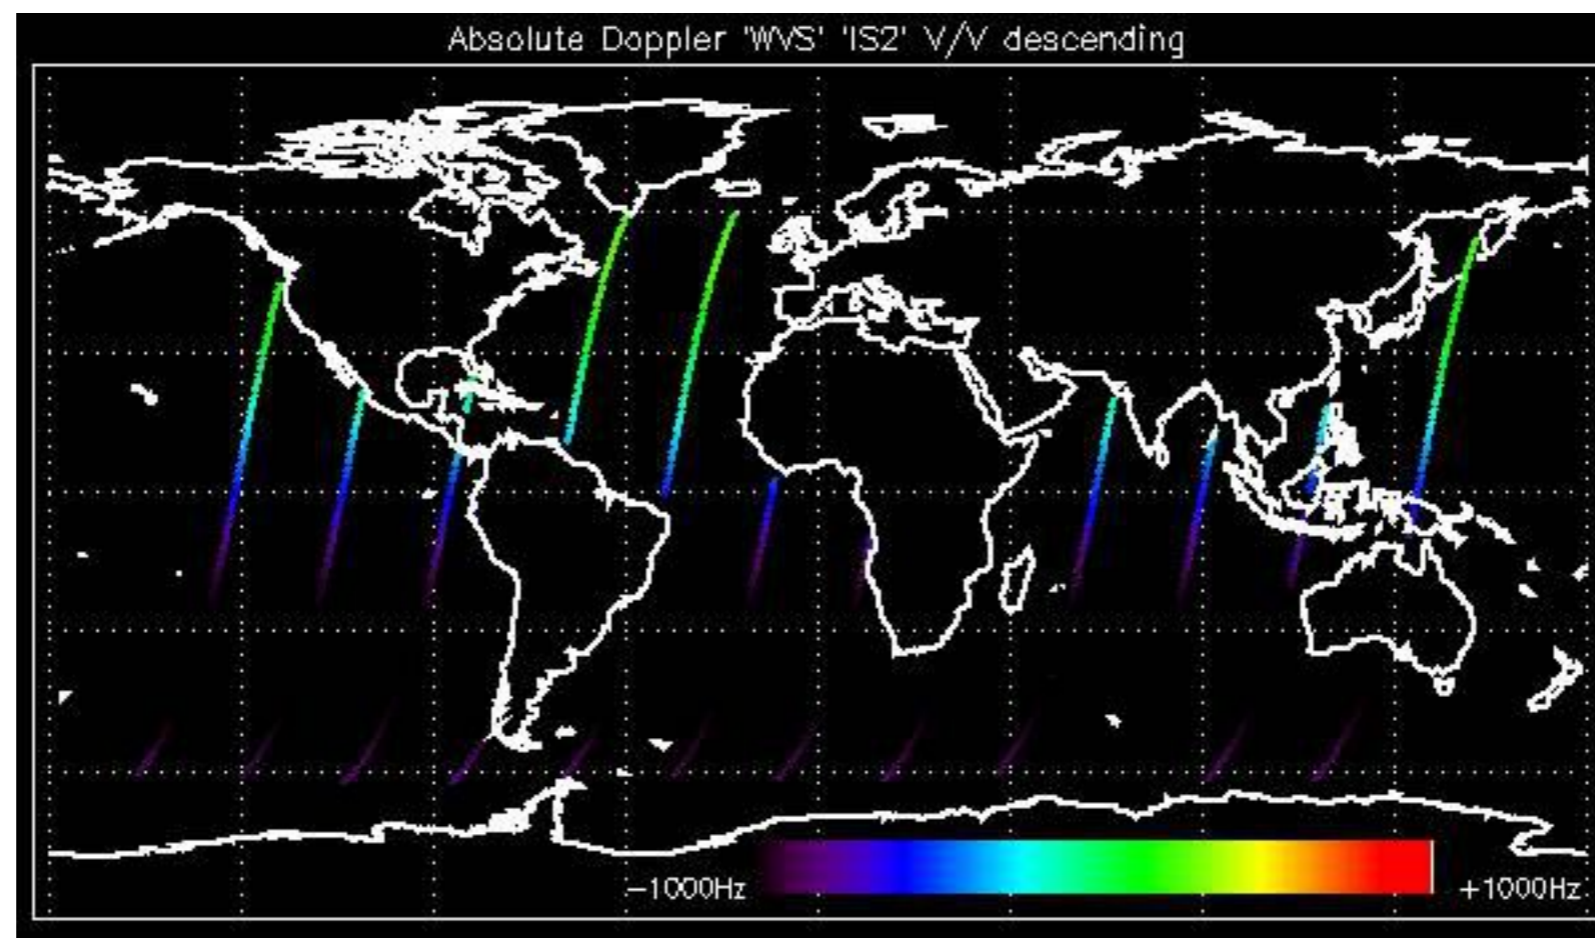 Absolute Doppler 'WVS' 'IS2' V/V descending
−1000Hz
+1000Hz